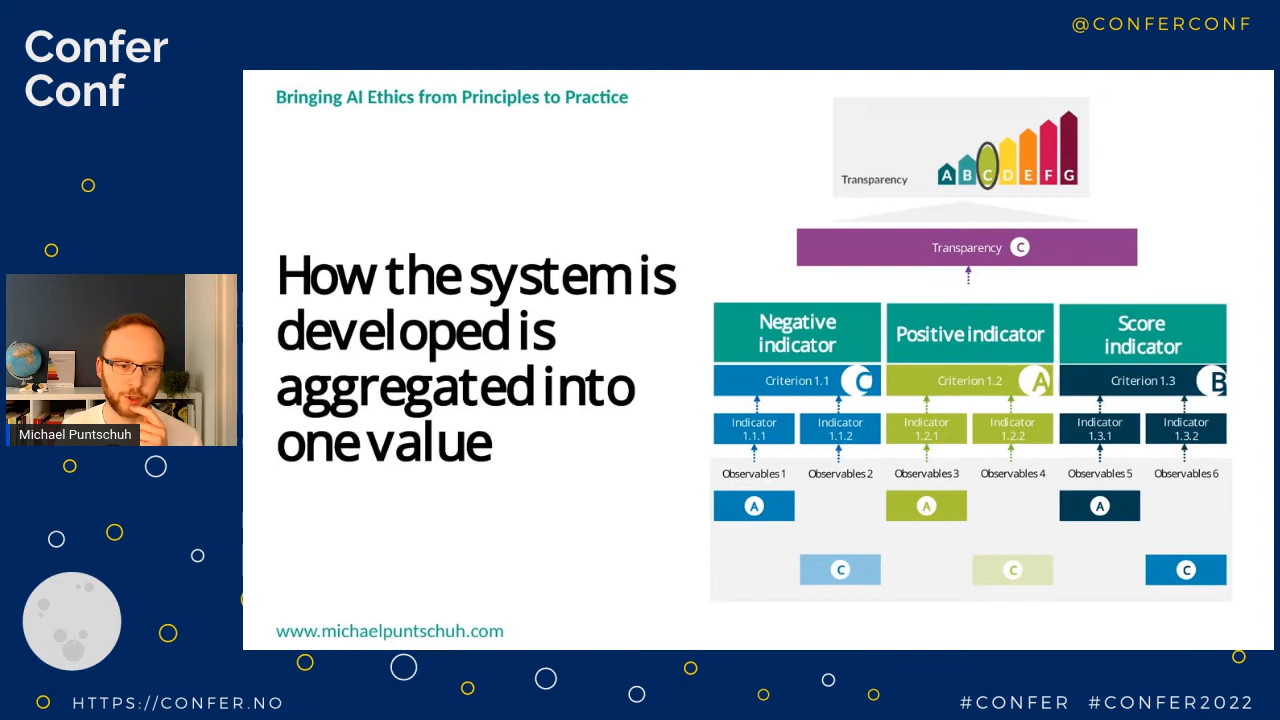 Confer
Conf
@CONFERCONF
Bringing AI Ethics from Principles to Practice
Transparency
A B C D E F G
Transparency C
How the system is
developed is
aggregated into
one value
Negative
indicator
Positive indicator
Score
indicator
Criterion 1.1 C
Criterion 1.2 A
Criterion 1.3 B
Indicator
1.1.1
Indicator
1.1.2
Indicator
1.2.1
Indicator
1.2.2
Indicator
1.3.1
Indicator
1.3.2
Observables 1
Observables 2
Observables 3
Observables 4
Observables 5
Observables 6
A
A
A
C
C
C
Michael Puntschuh
www.michaelpuntschuh.com
HTTPS://CONFER.NO
#CONFER #CONFER2022